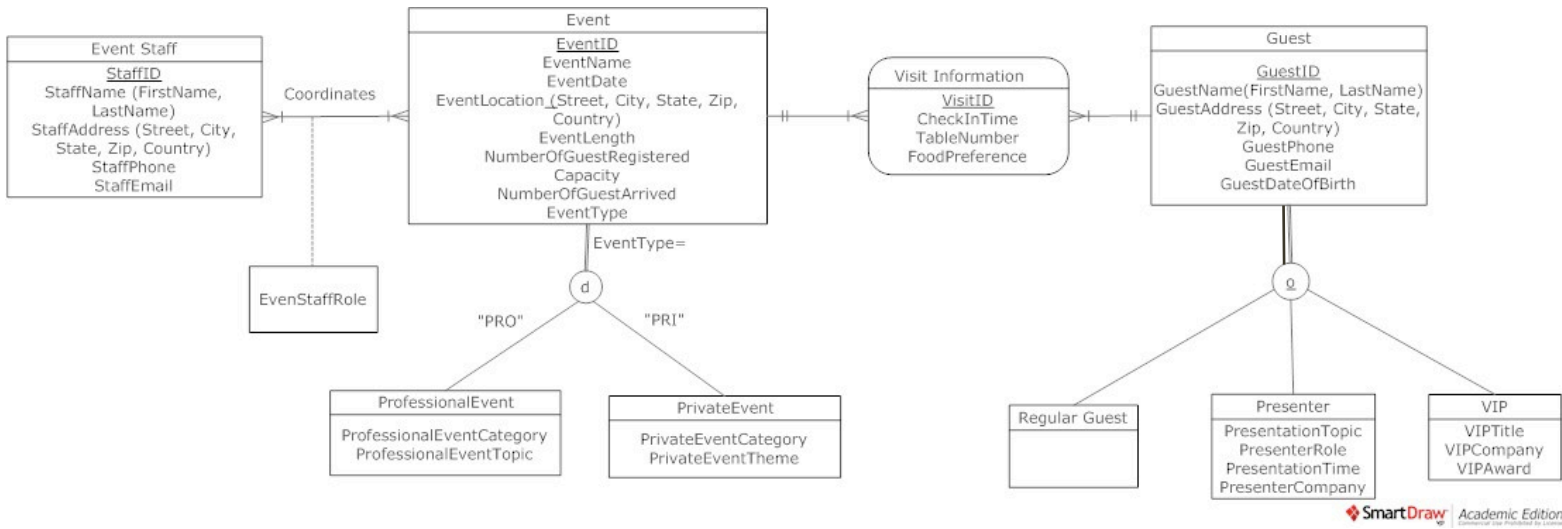 Event Staff
StaffID
StaffName (FirstName,
LastName)
StaffAddress (Street, City,
State, Zip, Country)
StaffPhone
StaffEmail
Coordinates
EvenStaffRole
Event
EventID
EventName
EventDate
EventLocation (Street, City, State, Zip,
Country)
EventLength
NumberOfGuestRegistered
Capacity
NumberOfGuestArrived
EventType
EventType=
d
"PRO"
"PRI"
ProfessionalEvent
ProfessionalEventCategory
ProfessionalEventTopic
PrivateEvent
PrivateEventCategory
PrivateEventTheme
Visit Information
VisitID
CheckInTime
TableNumber
FoodPreference
Guest
GuestID
GuestName(FirstName, LastName)
GuestAddress (Street, City, State,
Zip, Country)
GuestPhone
GuestEmail
GuestDateOfBirth
o
Regular Guest
Presenter
PresentationTopic
PresenterRole
PresentationTime
PresenterCompany
VIP
VIPTitle
VIPCompany
VIPAward
SmartDraw
Academic Edition